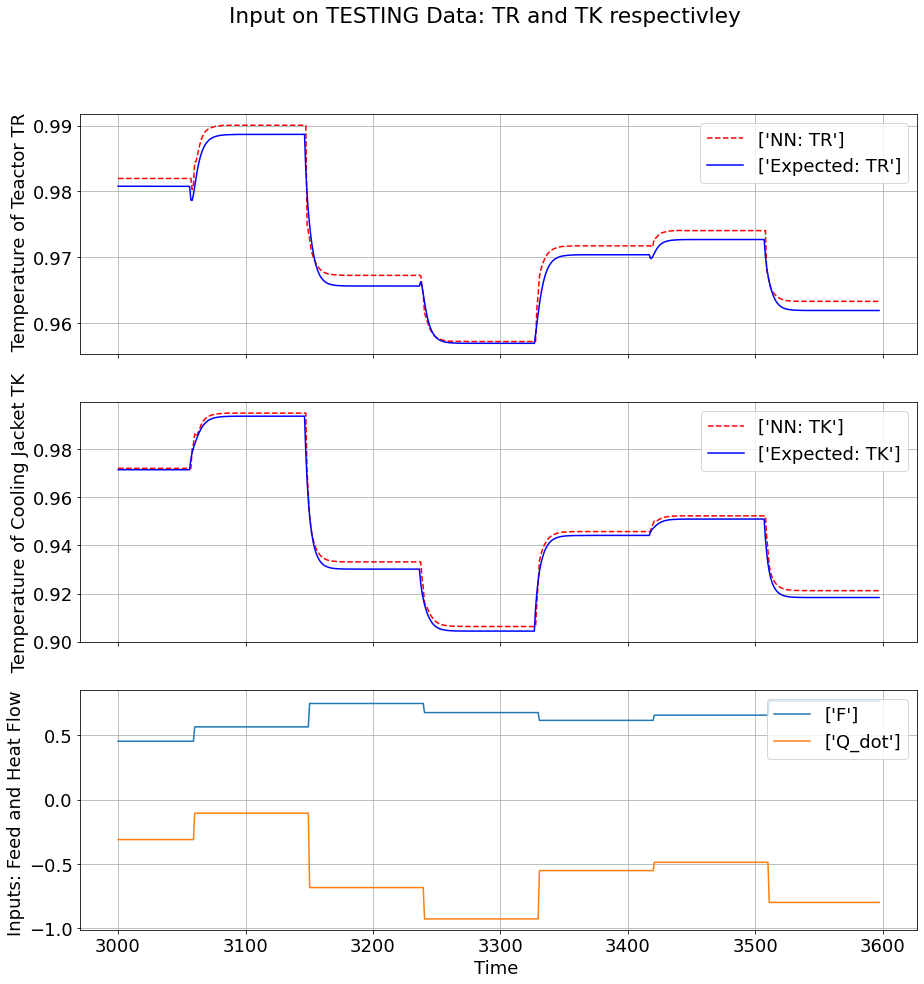 Input on TESTING Data: TR and TK respectivley
Temperature of Teactor TR
0.99
0.98
0.97
0.96
['NN: TR']
['Expected: TR']
Temperature of Cooling Jacket TK
0.98
0.96
0.94
0.92
0.90
['NN: TK']
['Expected: TK']
Inputs: Feed and Heat Flow
0.5
0.0
−0.5
−1.0
['F']
['Q_dot']
3000 3100 3200 3300 3400 3500 3600
Time